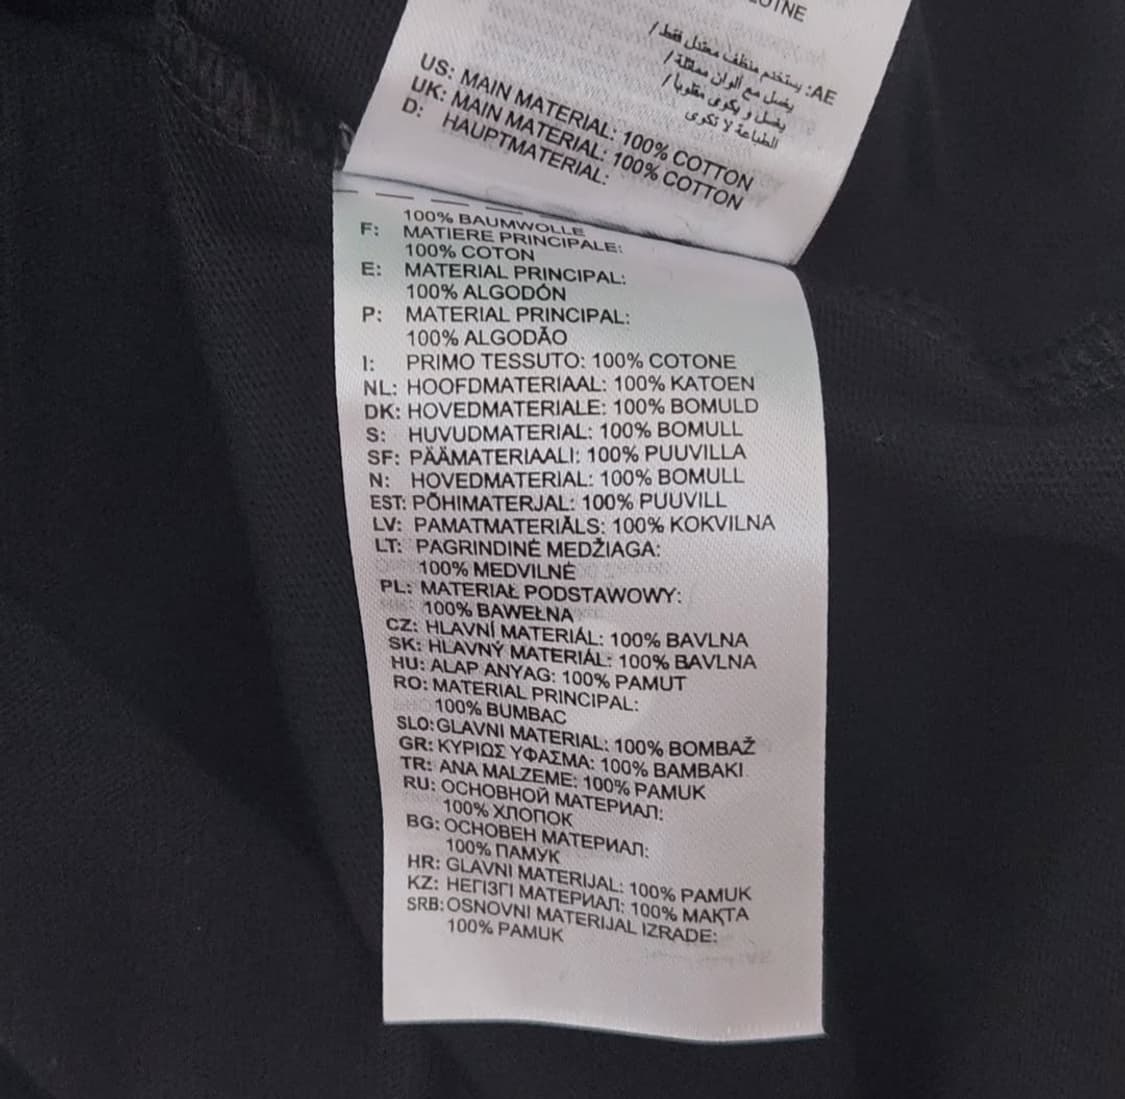 AE: يستخدم منظف معتدل فقط /
يغسل مع ألوان مماثلة /
يغسل و يكوى مقلوبا /
الطباعة لا تكوى
US: MAIN MATERIAL: 100% COTTON
UK: MAIN MATERIAL: 100% COTTON
D: HAUPTMATERIAL:
100% BAUMWOLLE
F: MATIERE PRINCIPALE:
100% COTON
E: MATERIAL PRINCIPAL:
100% ALGODÓN
P: MATERIAL PRINCIPAL:
100% ALGODÃO
I: PRIMO TESSUTO: 100% COTONE
NL: HOOFDMATERIAAL: 100% KATOEN
DK: HOVEDMATERIALE: 100% BOMULD
S: HUVUDMATERIAL: 100% BOMULL
SF: PÄÄMATERIAALI: 100% PUUVILLA
N: HOVEDMATERIAL: 100% BOMULL
EST: PÕHIMATERJAL: 100% PUUVILL
LV: PAMATMATERIĀLS: 100% KOKVILNA
LT: PAGRINDINĖ MEDŽIAGA:
100% MEDVILNĖ
PL: MATERIAŁ PODSTAWOWY:
100% BAWEŁNA
CZ: HLAVNÍ MATERIÁL: 100% BAVLNA
SK: HLAVNÝ MATERIÁL: 100% BAVLNA
HU: ALAP ANYAG: 100% PAMUT
RO: MATERIAL PRINCIPAL:
100% BUMBAC
SLO: GLAVNI MATERIAL: 100% BOMBAŽ
GR: ΚΥΡΙΩΣ ΥΦΑΣΜΑ: 100% BAMBAKI
TR: ANA MALZEME: 100% PAMUK
RU: ОСНОВНОЙ МАТЕРИАЛ:
100% ХЛОПОК
BG: ОСНОВЕН МАТЕРИАЛ:
100% ПАМУК
HR: GLAVNI MATERIJAL: 100% PAMUK
KZ: НЕГІЗГІ МАТЕРИАЛ: 100% МАҚТА
SRB: OSNOVNI MATERIJAL IZRADE:
100% PAMUK